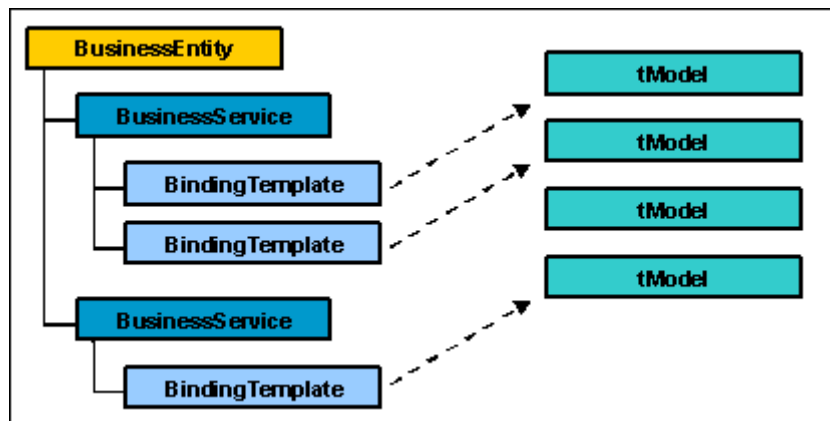 BusinessEntity
BusinessService
BindingTemplate
BindingTemplate
BusinessService
BindingTemplate
tModel
tModel
tModel
tModel